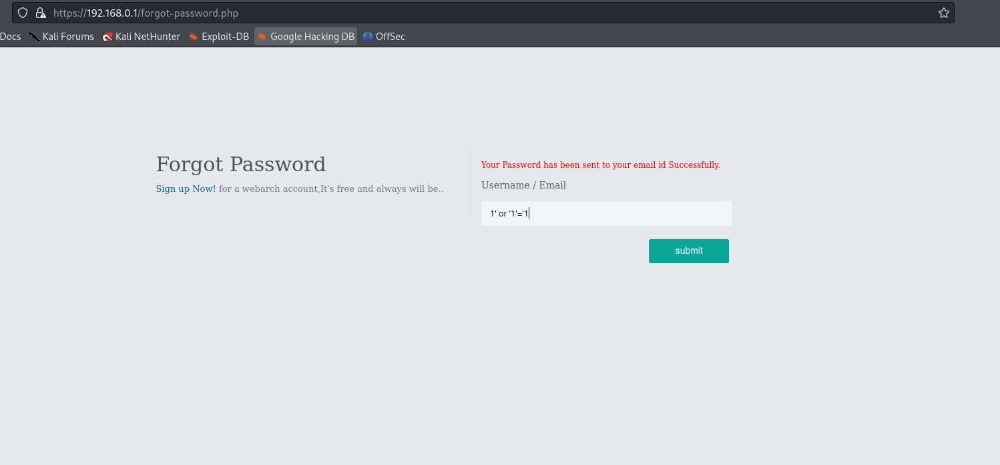 https://192.168.0.1/forgot-password.php
Docs Kali Forums Kali NetHunter Exploit-DB Google Hacking DB OffSec
Forgot Password
Sign up Now! for a webarch account,It's free and always will be..
Your Password has been sent to your email id Successfully.
Username / Email
1' or '1'='1
submit